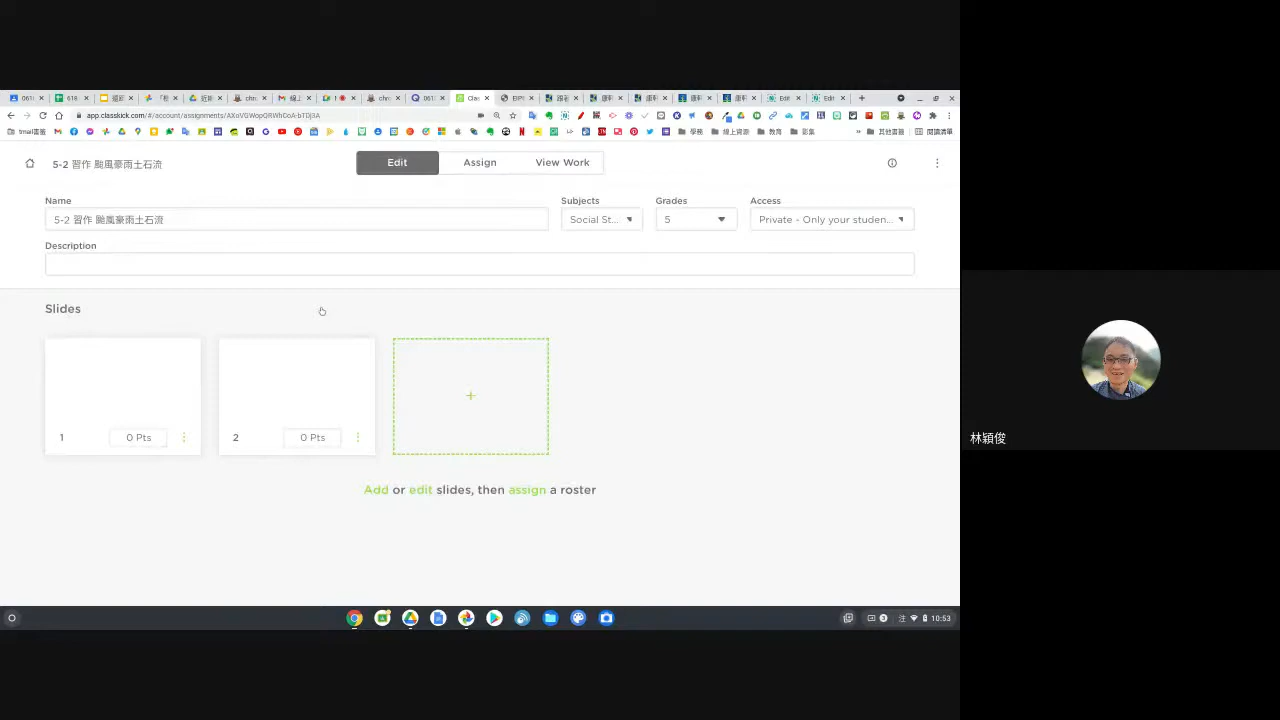 app.classkick.com/#/account/assignments/AXoVGWopQRWhCoA-bTDj3A
5-2 習作 颱風豪雨土石流
Edit
Assign
View Work
Name
Subjects
Grades
Access
5-2 習作 颱風豪雨土石流
Social St...
5
Private - Only your studen...
Description
Slides
1
0 Pts
2
0 Pts
+
Add or edit slides, then assign a roster
林穎俊
注
10:53